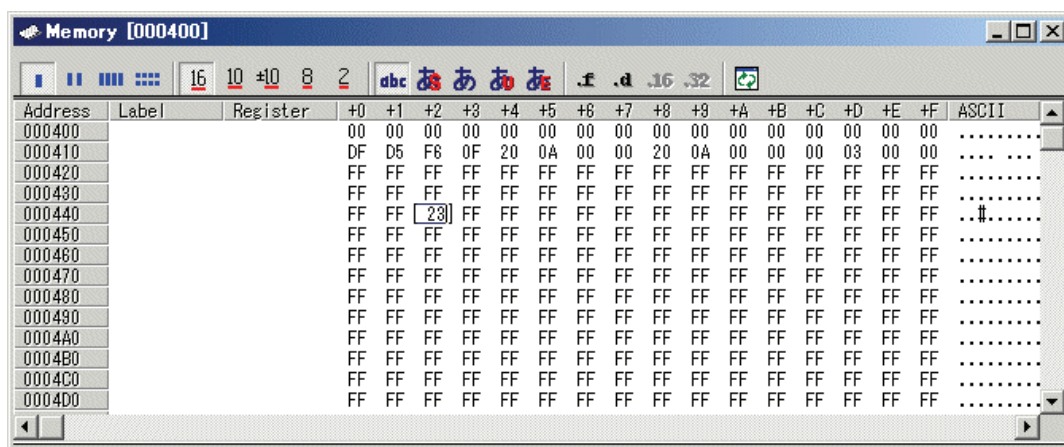 Memory [000400]
16 10 ±10 8 2 abc あS あ あU あE .f .d .16 .32
Address Label Register +0 +1 +2 +3 +4 +5 +6 +7 +8 +9 +A +B +C +D +E +F ASCII
000400 00 00 00 00 00 00 00 00 00 00 00 00 00 00 00 00 .........
000410 DF D5 F6 0F 20 0A 00 00 20 0A 00 00 00 03 00 00 .... ...
000420 FF FF FF FF FF FF FF FF FF FF FF FF FF FF FF FF .........
000430 FF FF FF FF FF FF FF FF FF FF FF FF FF FF FF FF .........
000440 FF FF 23 FF FF FF FF FF FF FF FF FF FF FF FF FF ..#......
000450 FF FF FF FF FF FF FF FF FF FF FF FF FF FF FF FF .........
000460 FF FF FF FF FF FF FF FF FF FF FF FF FF FF FF FF .........
000470 FF FF FF FF FF FF FF FF FF FF FF FF FF FF FF FF .........
000480 FF FF FF FF FF FF FF FF FF FF FF FF FF FF FF FF .........
000490 FF FF FF FF FF FF FF FF FF FF FF FF FF FF FF FF .........
0004A0 FF FF FF FF FF FF FF FF FF FF FF FF FF FF FF FF .........
0004B0 FF FF FF FF FF FF FF FF FF FF FF FF FF FF FF FF .........
0004C0 FF FF FF FF FF FF FF FF FF FF FF FF FF FF FF FF .........
0004D0 FF FF FF FF FF FF FF FF FF FF FF FF FF FF FF FF .........